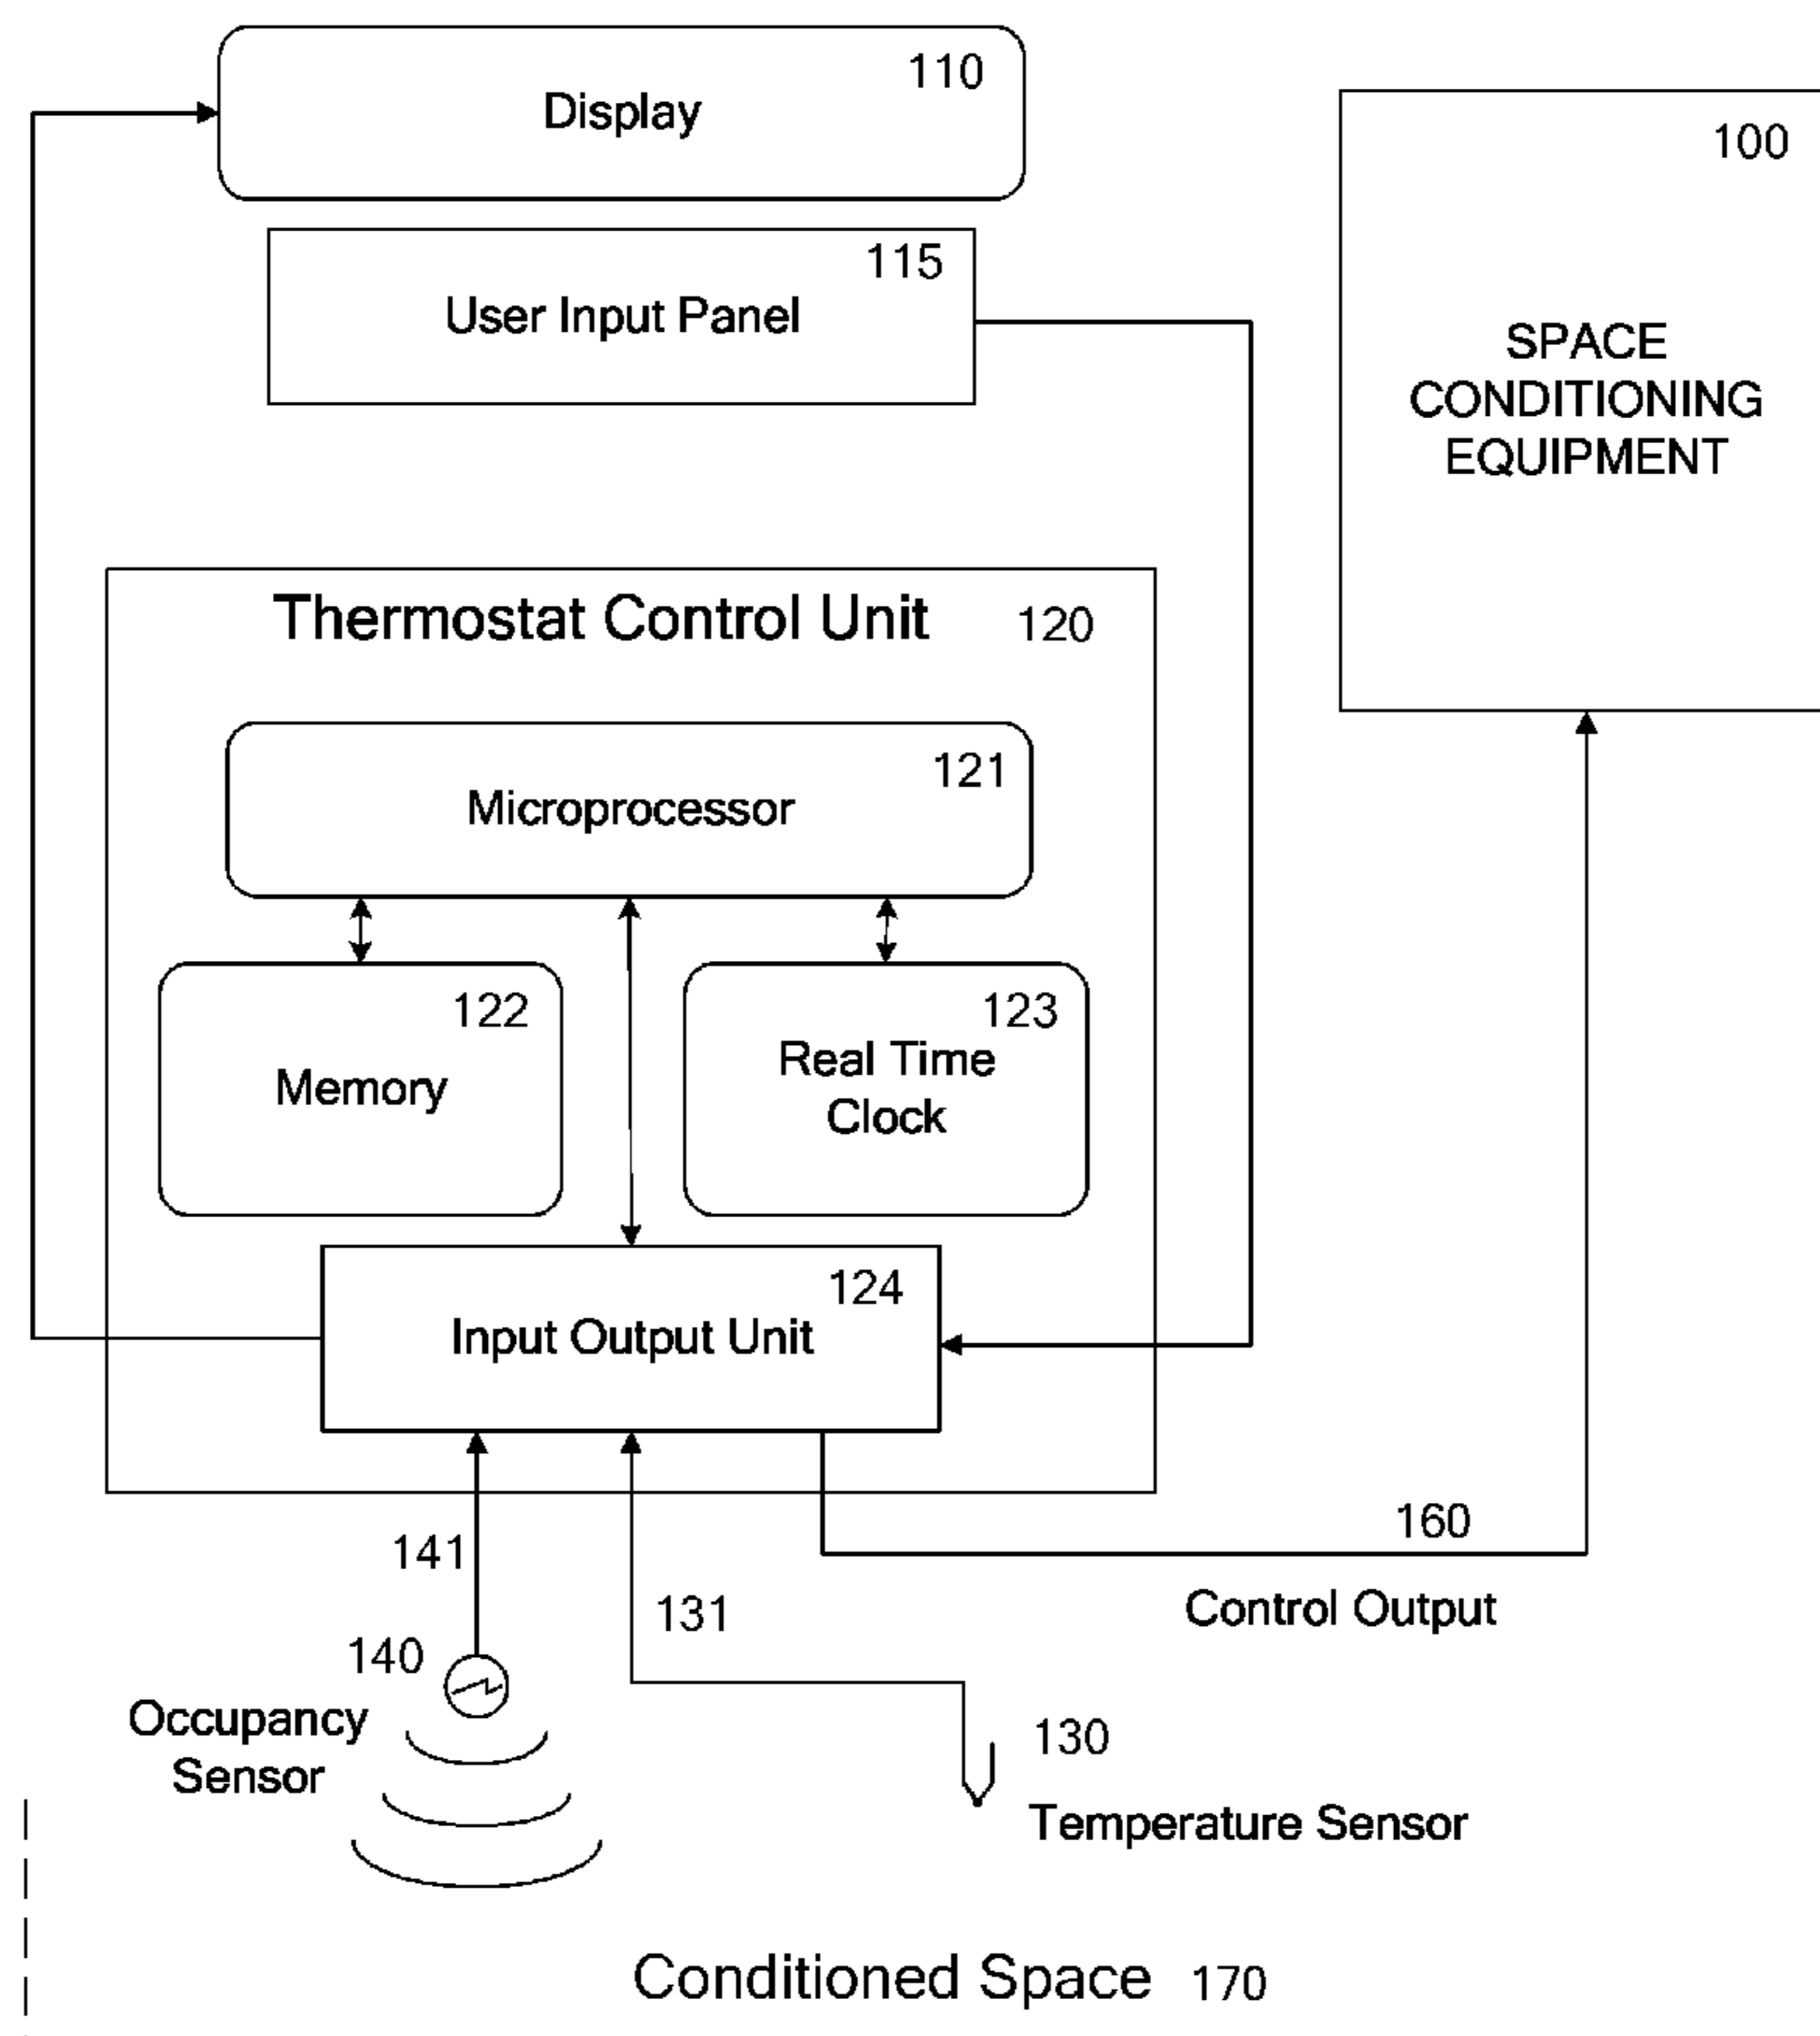 110
Display
100
115
User Input Panel
SPACE
CONDITIONING
EQUIPMENT
Thermostat Control Unit 120
121
Microprocessor
122
Memory
123
Real Time
Clock
124
Input Output Unit
160
Control Output
141
131
140
Occupancy
Sensor
130
Temperature Sensor
Conditioned Space 170